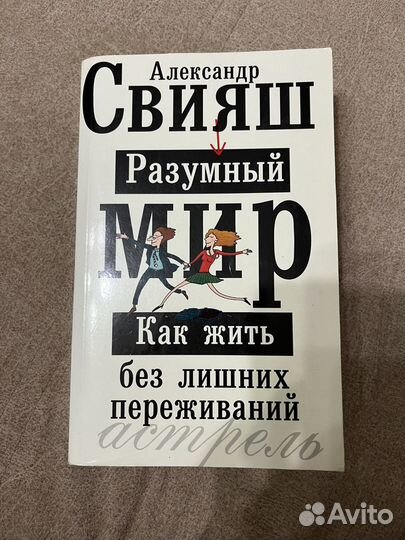 Александр
Свияш
Разумный
мир
Как жить
без лишних
переживаний
астрель
Avito